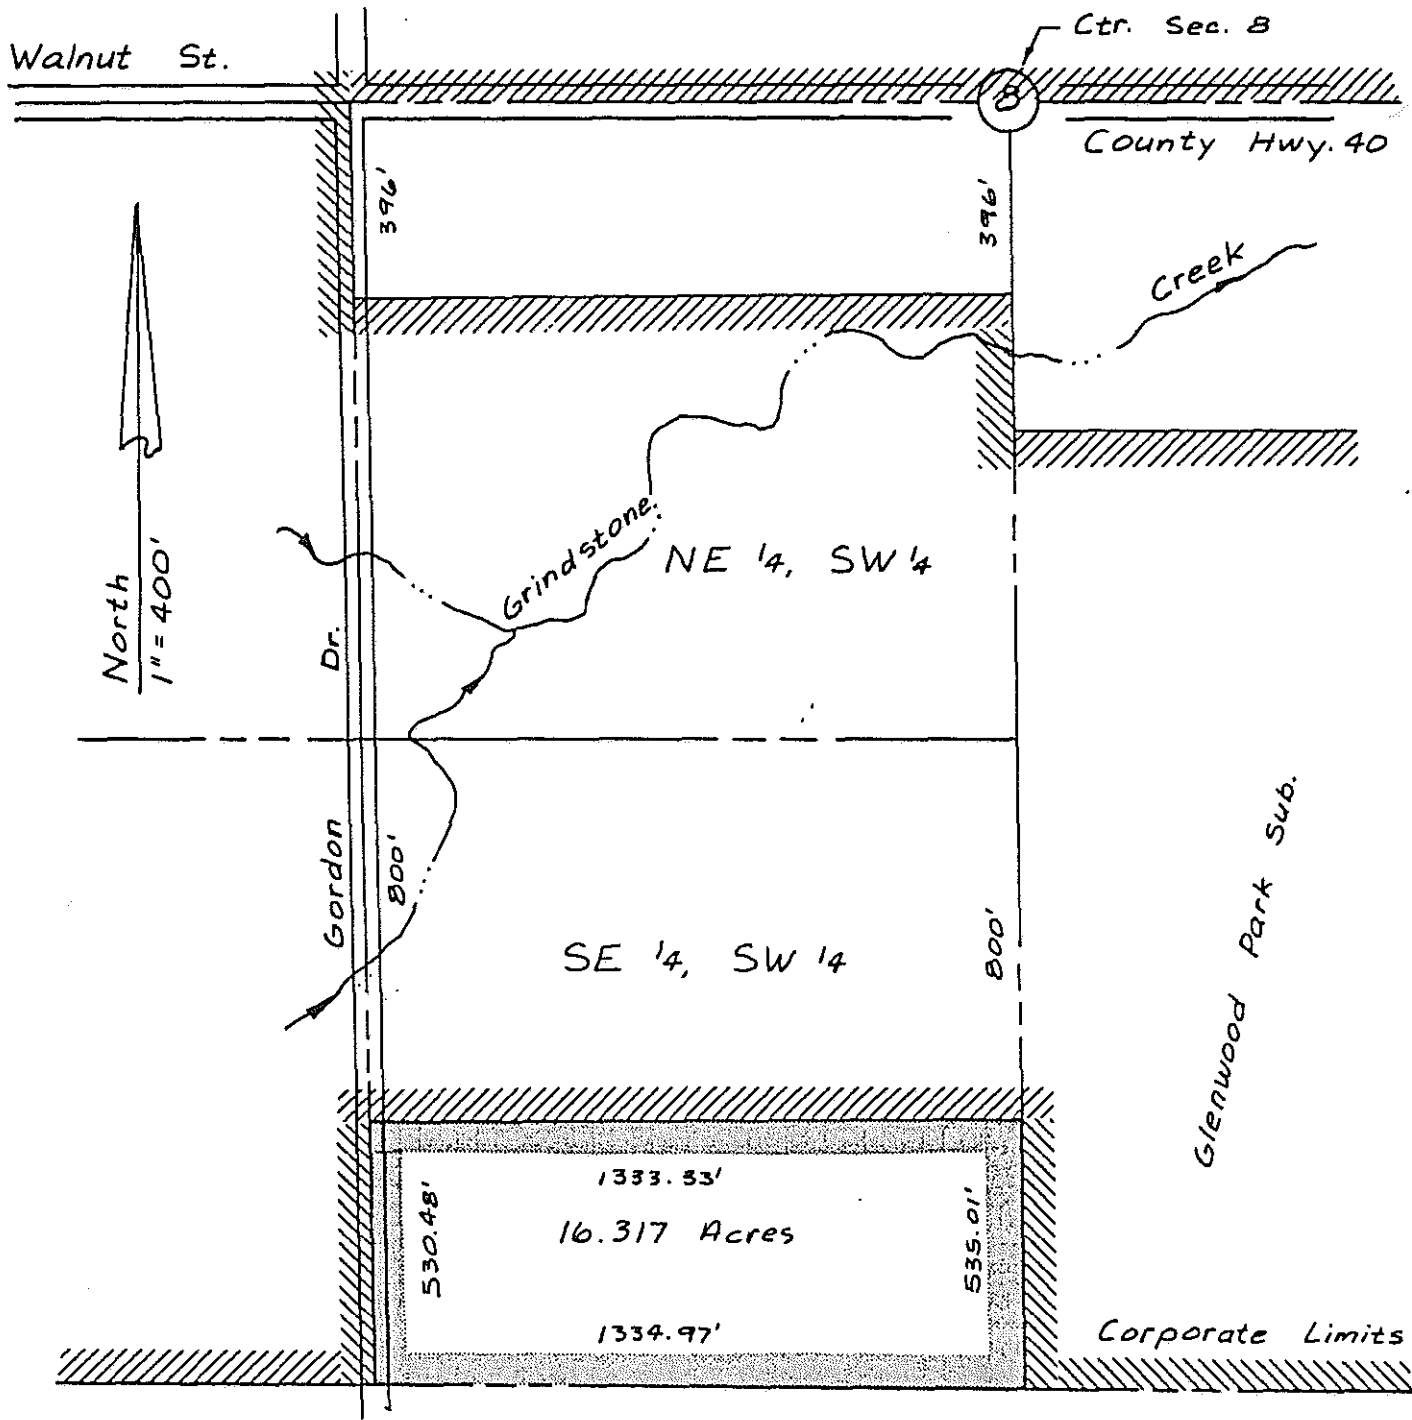 Ctr. Sec. 8
Walnut St.
8
County Hwy. 40
396'
396'
Creek
Grindstone
NE 1/4, SW 1/4
North
1" = 400'
Dr.
Gordon
800'
800'
SE 1/4, SW 1/4
Glenwood Park Sub.
1333.33'
530.48'
16.317 Acres
535.01'
1334.97'
Corporate Limits